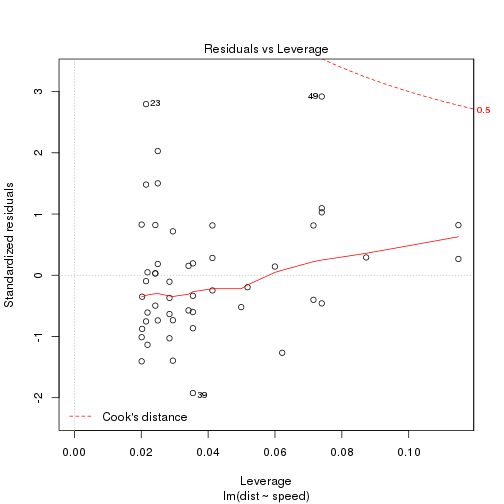 Residuals vs Leverage
Standardized residuals
3
2
1
0
-1
-2
23
49
0.5
39
Cook's distance
0.00 0.02 0.04 0.06 0.08 0.10
Leverage
lm(dist ~ speed)